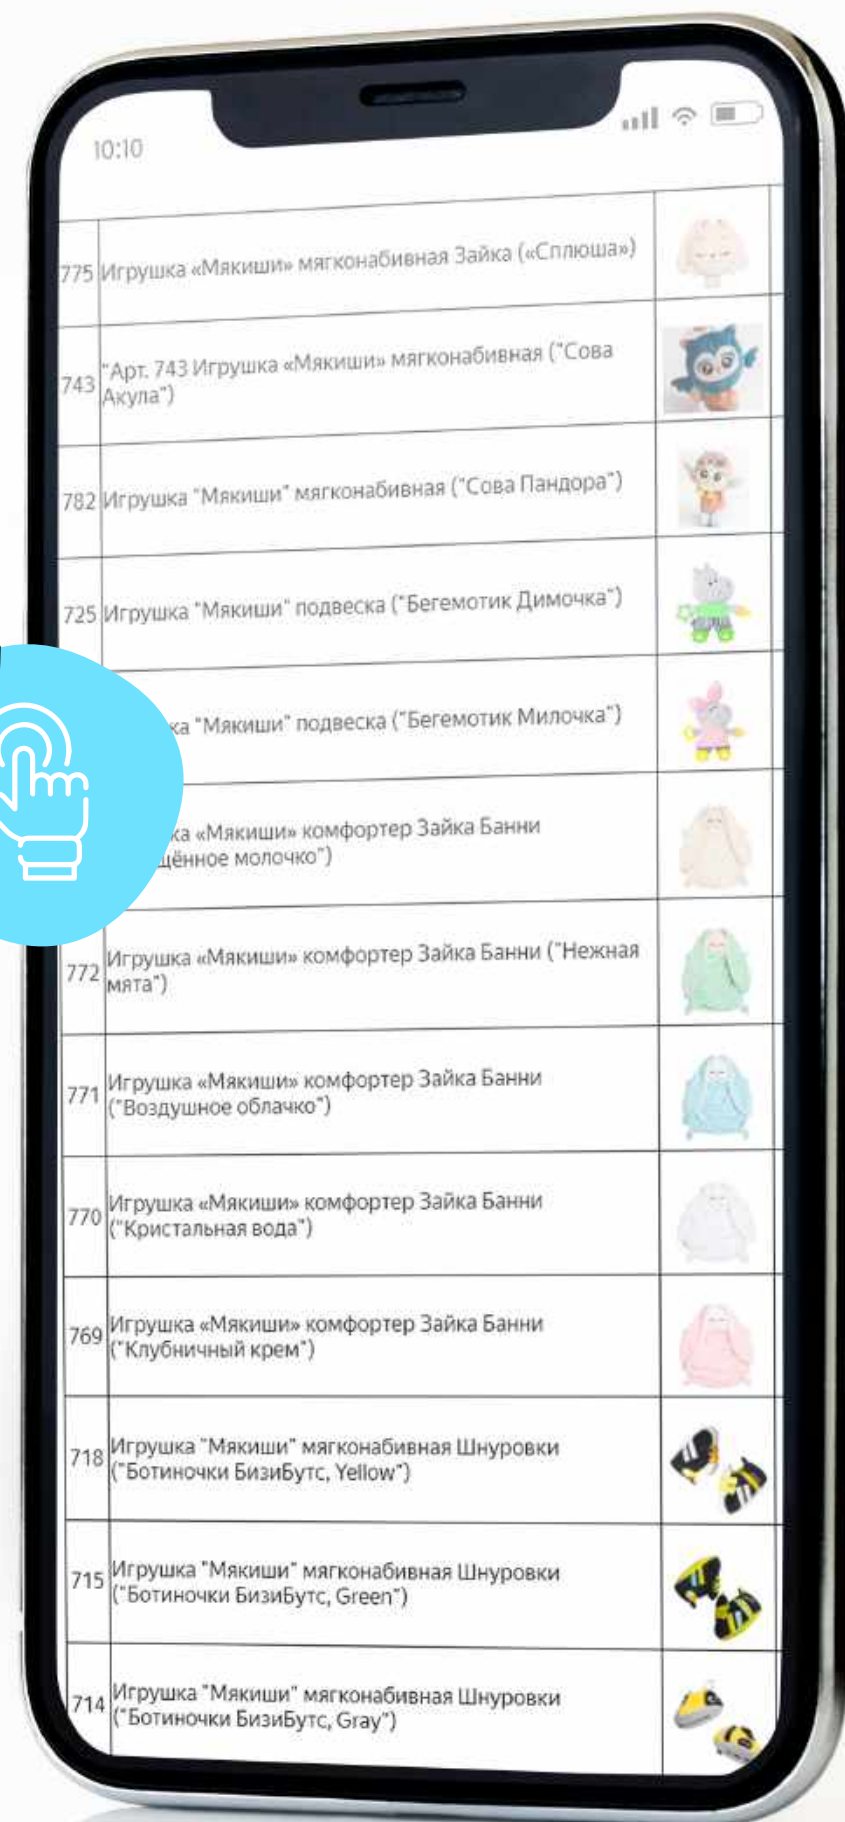 10:10
775 Игрушка «Мякиши» мягконабивная Зайка («Сплюша»)
743 "Арт. 743 Игрушка «Мякиши» мягконабивная ("Сова
Акула")
782 Игрушка "Мякиши" мягконабивная ("Сова Пандора")
725 Игрушка "Мякиши" подвеска ("Бегемотик Димочка")
"Мякиши" подвеска ("Бегемотик Милочка")
«Мякиши» комфортер Зайка Банни
молочко")
772 Игрушка «Мякиши» комфортер Зайка Банни ("Нежная
мята")
771 Игрушка «Мякиши» комфортер Зайка Банни
("Воздушное облачко")
770 Игрушка «Мякиши» комфортер Зайка Банни
("Кристальная вода")
769 Игрушка «Мякиши» комфортер Зайка Банни
("Клубничный крем")
718 Игрушка "Мякиши" мягконабивная Шнуровки
("Ботиночки БизиБутс, Yellow")
715 Игрушка "Мякиши" мягконабивная Шнуровки
("Ботиночки БизиБутс, Green")
714 Игрушка "Мякиши" мягконабивная Шнуровки
("Ботиночки БизиБутс, Gray")